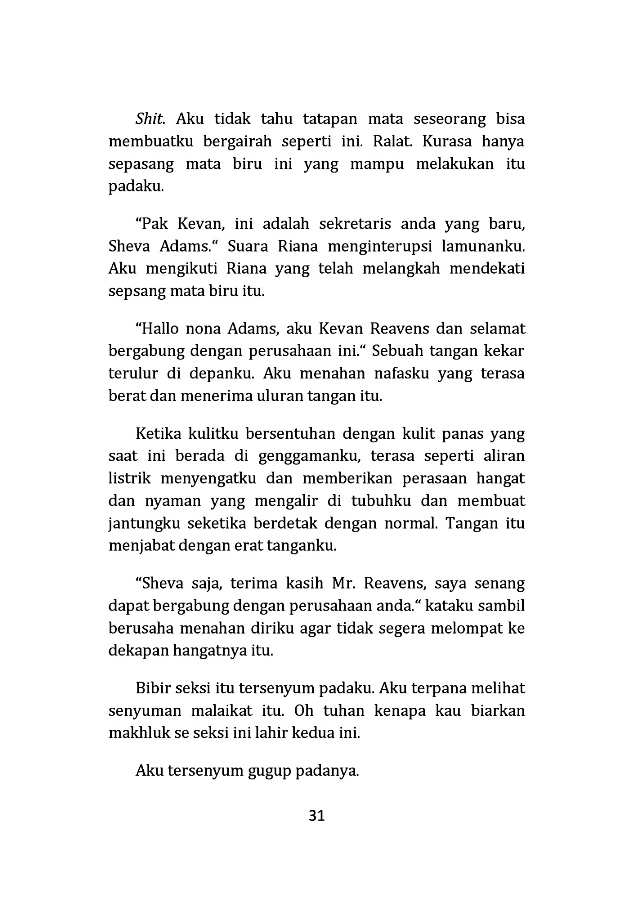 Shit. Aku tidak tahu tatapan mata seseorang bisa
membuatku bergairah seperti ini. Ralat. Kurasa hanya
sepasang mata biru ini yang mampu melakukan itu
padaku.
“Pak Kevan, ini adalah sekretaris anda yang baru,
Sheva Adams.“ Suara Riana menginterupsi lamunanku.
Aku mengikuti Riana yang telah melangkah mendekati
sepsang mata biru itu.
“Hallo nona Adams, aku Kevan Reavens dan selamat
bergabung dengan perusahaan ini.“ Sebuah tangan kekar
terulur di depanku. Aku menahan nafasku yang terasa
berat dan menerima uluran tangan itu.
Ketika kulitku bersentuhan dengan kulit panas yang
saat ini berada di genggamanku, terasa seperti aliran
listrik menyengatku dan memberikan perasaan hangat
dan nyaman yang mengalir di tubuhku dan membuat
jantungku seketika berdetak dengan normal. Tangan itu
menjabat dengan erat tanganku.
“Sheva saja, terima kasih Mr. Reavens, saya senang
dapat bergabung dengan perusahaan anda.“ kataku sambil
berusaha menahan diriku agar tidak segera melompat ke
dekapan hangatnya itu.
Bibir seksi itu tersenyum padaku. Aku terpana melihat
senyuman malaikat itu. Oh tuhan kenapa kau biarkan
makhluk se seksi ini lahir kedua ini.
Aku tersenyum gugup padanya.
31